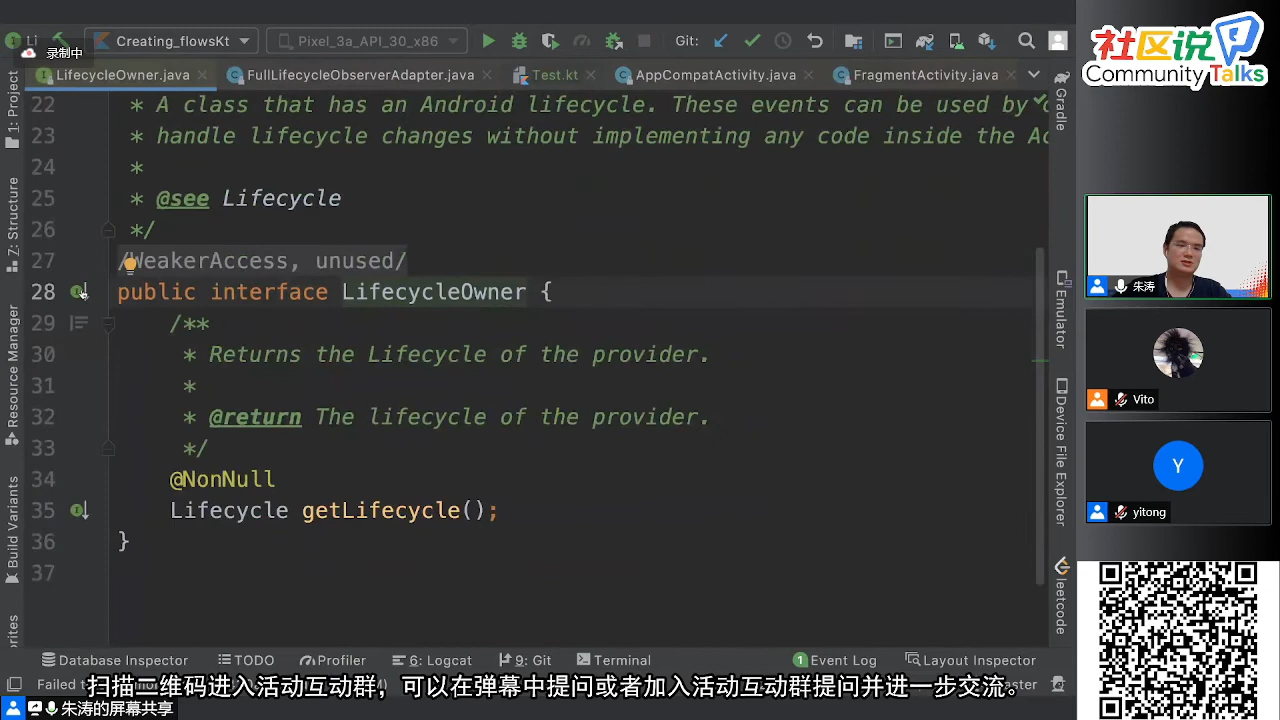 录制中
Creating_flowsKt
Pixel_3a_API_30
Git:
LifecycleOwner.java
FullLifecycleObserverAdapter.java
Test.kt
AppCompatActivity.java
FragmentActivity.java
22 * A class that has an Android lifecycle. These events can be used by
23 * handle lifecycle changes without implementing any code inside the Ac
24 *
25 * @see Lifecycle
26 */
27 /WeakerAccess, unused/
28 public interface LifecycleOwner {
29 /**
30 * Returns the Lifecycle of the provider.
31 *
32 * @return The lifecycle of the provider.
33 */
34 @NonNull
35 Lifecycle getLifecycle();
36 }
37
1: Project
Z: Structure
Resource Manager
Build Variants
Gradle
Emulator
Device File Explorer
leetcode
Database Inspector
TODO
Profiler
6: Logcat
9: Git
Terminal
1 Event Log
Layout Inspector
Failed
扫描二维码进入活动互动群，可以在弹幕中提问或者加入活动互动群提问并进一步交流。
朱涛的屏幕共享
社区说
Community Talks
朱涛
Vito
Y
yitong